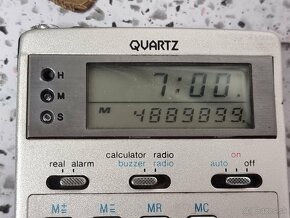 QUARTZ
H 7:00.
M M 4889899.
S
calculator radio on
real alarm buzzer radio auto off
M± M= MR MC